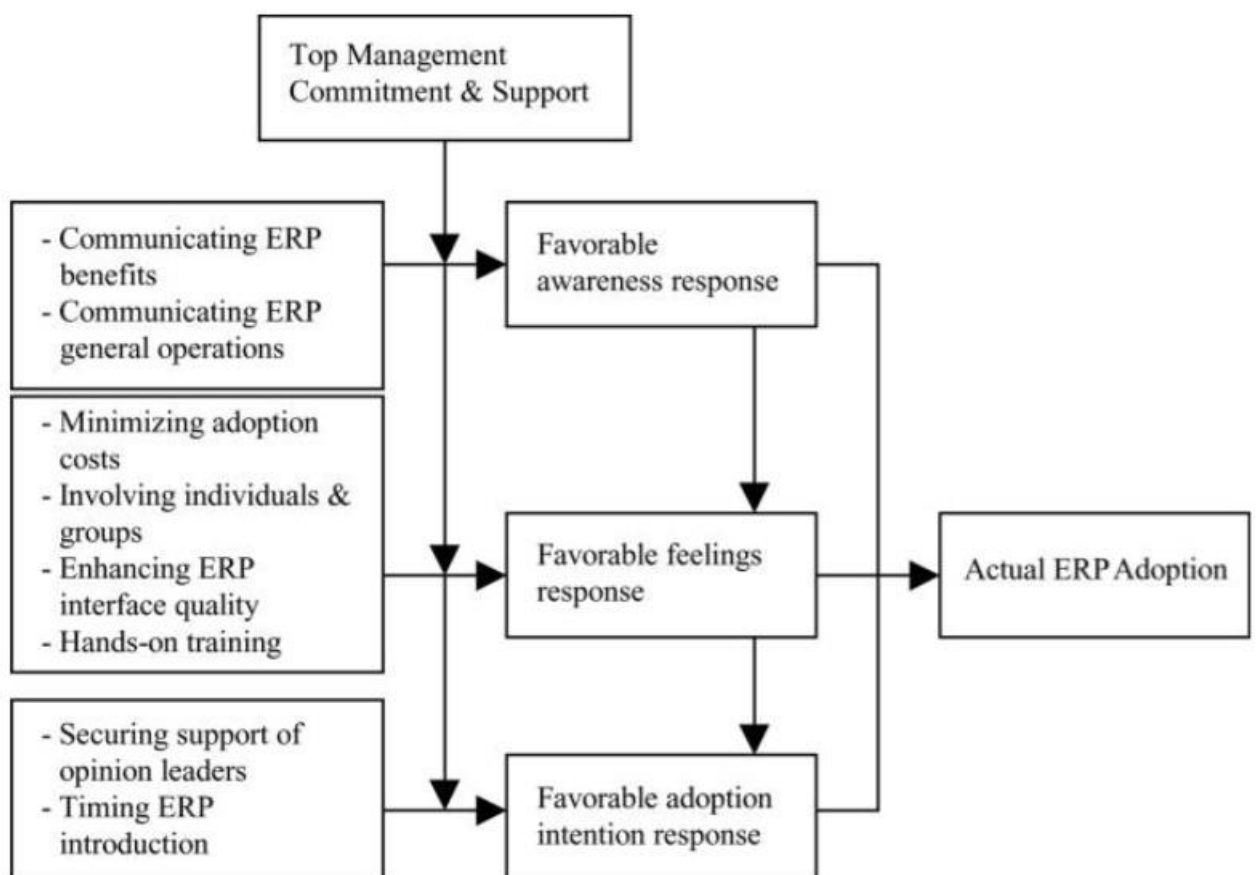 Top Management
Commitment & Support
- Communicating ERP
benefits
- Communicating ERP
general operations
Favorable
awareness response
- Minimizing adoption
costs
- Involving individuals &
groups
- Enhancing ERP
interface quality
- Hands-on training
Favorable feelings
response
Actual ERP Adoption
- Securing support of
opinion leaders
- Timing ERP
introduction
Favorable adoption
intention response